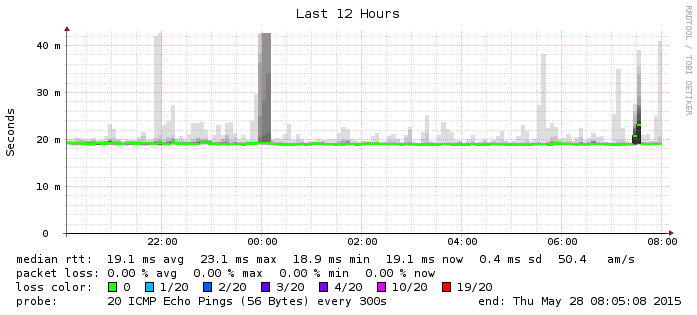 Last 12 Hours
RRDTOOL / TOBI OETIKER
Seconds
40 m
30 m
20 m
10 m
0
22:00 00:00 02:00 04:00 06:00 08:00
median rtt: 19.1 ms avg 23.1 ms max 18.9 ms min 19.1 ms now 0.4 ms sd 50.4 am/s
packet loss: 0.00 % avg 0.00 % max 0.00 % min 0.00 % now
loss color: 0 1/20 2/20 3/20 4/20 10/20 19/20
probe: 20 ICMP Echo Pings (56 Bytes) every 300s end: Thu May 28 08:05:08 2015